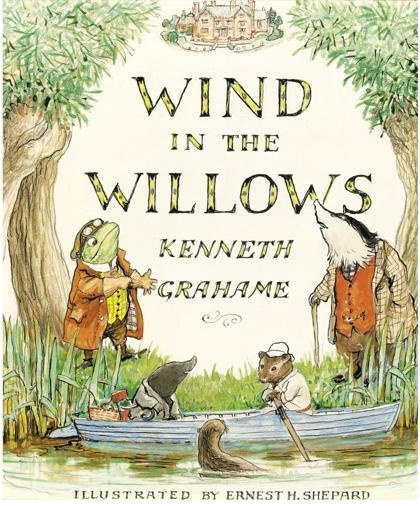 WIND
IN THE
WILLOWS
KENNETH
GRAHAME
ILLUSTRATED BY ERNEST H. SHEPARD